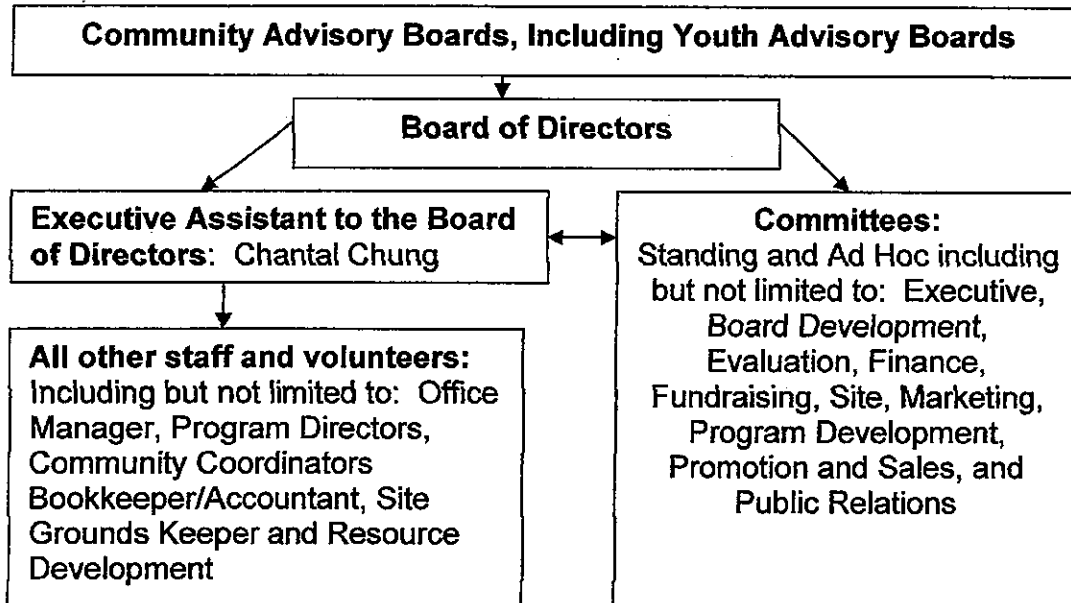 Community Advisory Boards, Including Youth Advisory Boards
Board of Directors
Executive Assistant to the Board
of Directors: Chantal Chung
All other staff and volunteers:
Including but not limited to: Office
Manager, Program Directors,
Community Coordinators
Bookkeeper/Accountant, Site
Grounds Keeper and Resource
Development
Committees:
Standing and Ad Hoc including
but not limited to: Executive,
Board Development,
Evaluation, Finance,
Fundraising, Site, Marketing,
Program Development,
Promotion and Sales, and
Public Relations